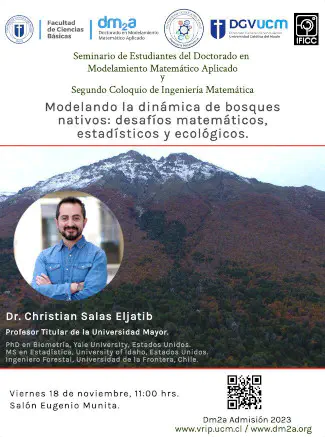 Facultad
de Ciencias
Básicas
dm2a
Doctorado en Modelamiento
Matemático Aplicado
DGVUCM
IFICC
Seminario de Estudiantes del Doctorado en
Modelamiento Matemático Aplicado
y
Segundo Coloquio de Ingeniería Matemática
Modelando la dinámica de bosques
nativos: desafíos matemáticos,
estadísticos y ecológicos.
Dr. Christian Salas Eljatib
Profesor Titular de la Universidad Mayor.
PhD en Biometría, Yale University, Estados Unidos.
MS en Estadística, University of Idaho, Estados Unidos.
Ingeniero Forestal, Universidad de la Frontera, Chile.
Viernes 18 de noviembre, 11:00 hrs.
Salón Eugenio Munita.
Dm2a Admisión 2023
www.vrip.ucm.cl / www.dm2a.org